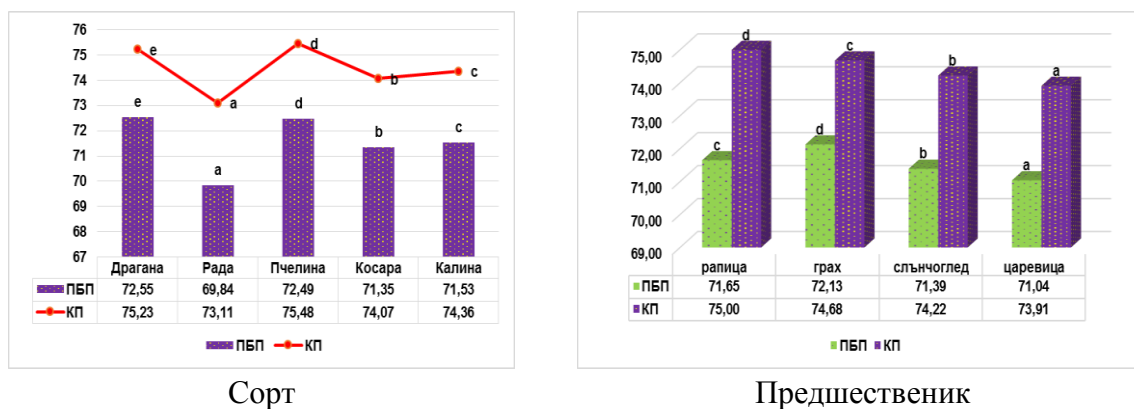 76
75
74
73
72
71
70
69
68
67
e
a
d
b
c
e
a
d
b
c
Драгана Рада Пчелина Косара Калина
ПБП 72,55 69,84 72,49 71,35 71,53
КП 75,23 73,11 75,48 74,07 74,36
ПБП КП
Сорт
75,00
74,00
73,00
72,00
71,00
70,00
69,00
d
c
b
a
c
d
b
a
рапица грах слънчоглед царевица
ПБП 71,65 72,13 71,39 71,04
КП 75,00 74,68 74,22 73,91
ПБП КП
Предшественик